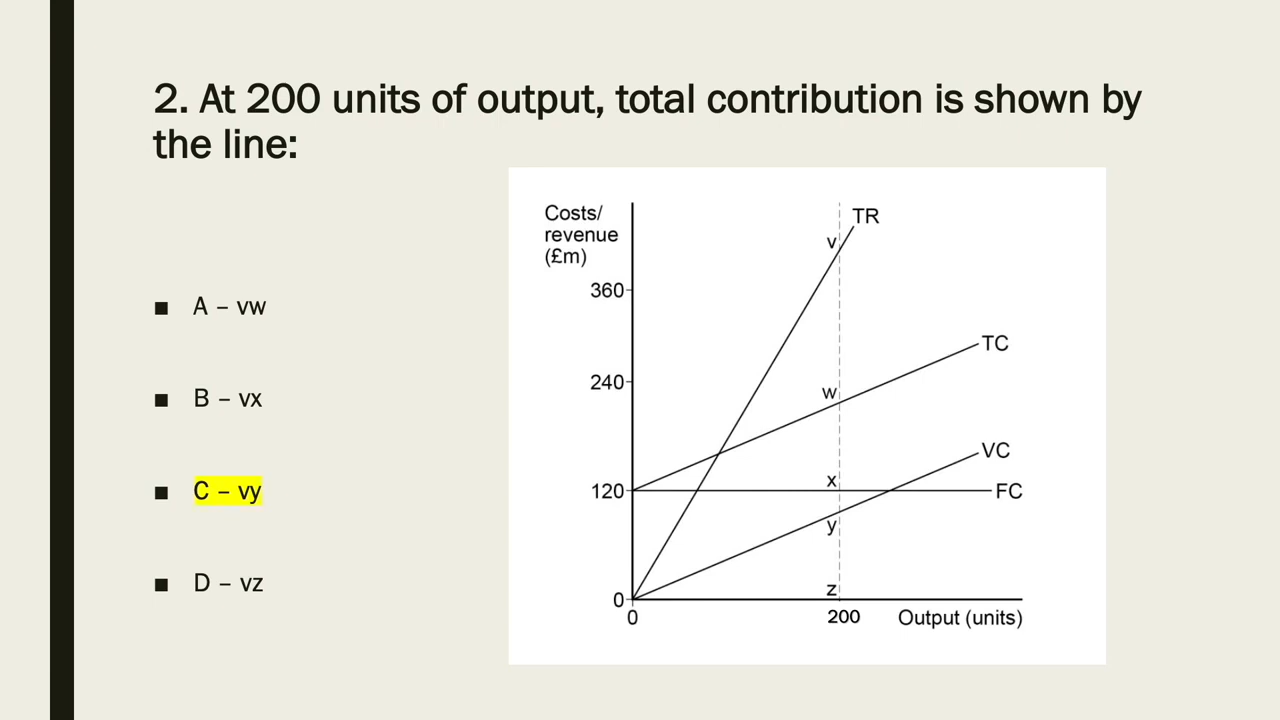 2. At 200 units of output, total contribution is shown by
the line:
■ A – vw
■ B – vx
■ C – vy
■ D – vz
Costs/
revenue
(£m)
TR
v
360
TC
240
w
VC
x
120
FC
y
z
0
0
200
Output (units)